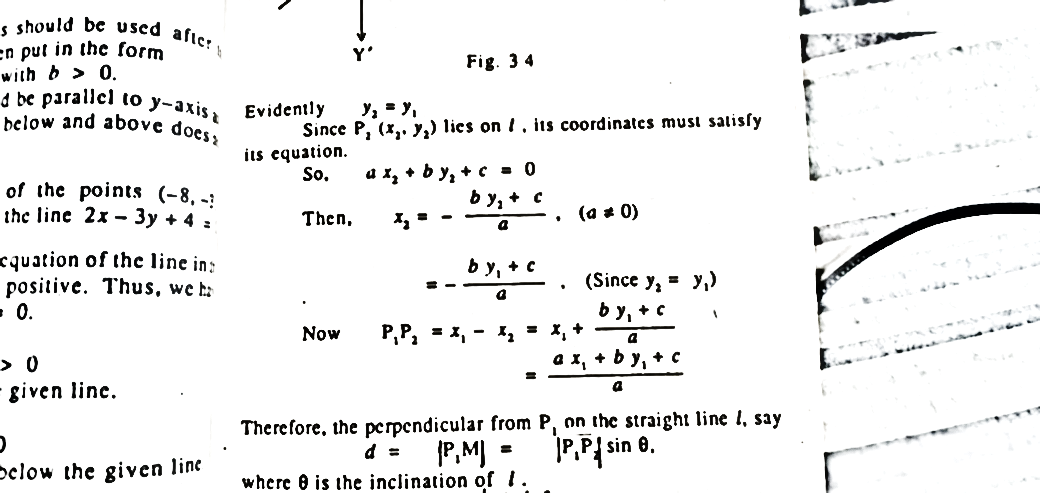 s should be used after
en put in the form
with b > 0.
d be parallel to y-axis
below and above does
of the points (-8, -
the line 2x - 3y + 4 =
equation of the line in
positive. Thus, we h
0.
> 0
given line.
0
below the given line
Y'
Fig. 3 4
Evidently y₂ = y₁
Since P₂ (x₂, y₂) lies on l, its coordinates must satisfy
its equation.
So, a x₂ + b y₂ + c = 0
Then, x₂ = - (b y₂ + c)/a , (a ≠ 0)
= - (b y₁ + c)/a , (Since y₂ = y₁)
Now P₁P₂ = x₁ - x₂ = x₁ + (b y₁ + c)/a
= (a x₁ + b y₁ + c)/a
Therefore, the perpendicular from P₁ on the straight line l, say
d = |P₁M| = |P₁P₂| sin θ,
where θ is the inclination of l.